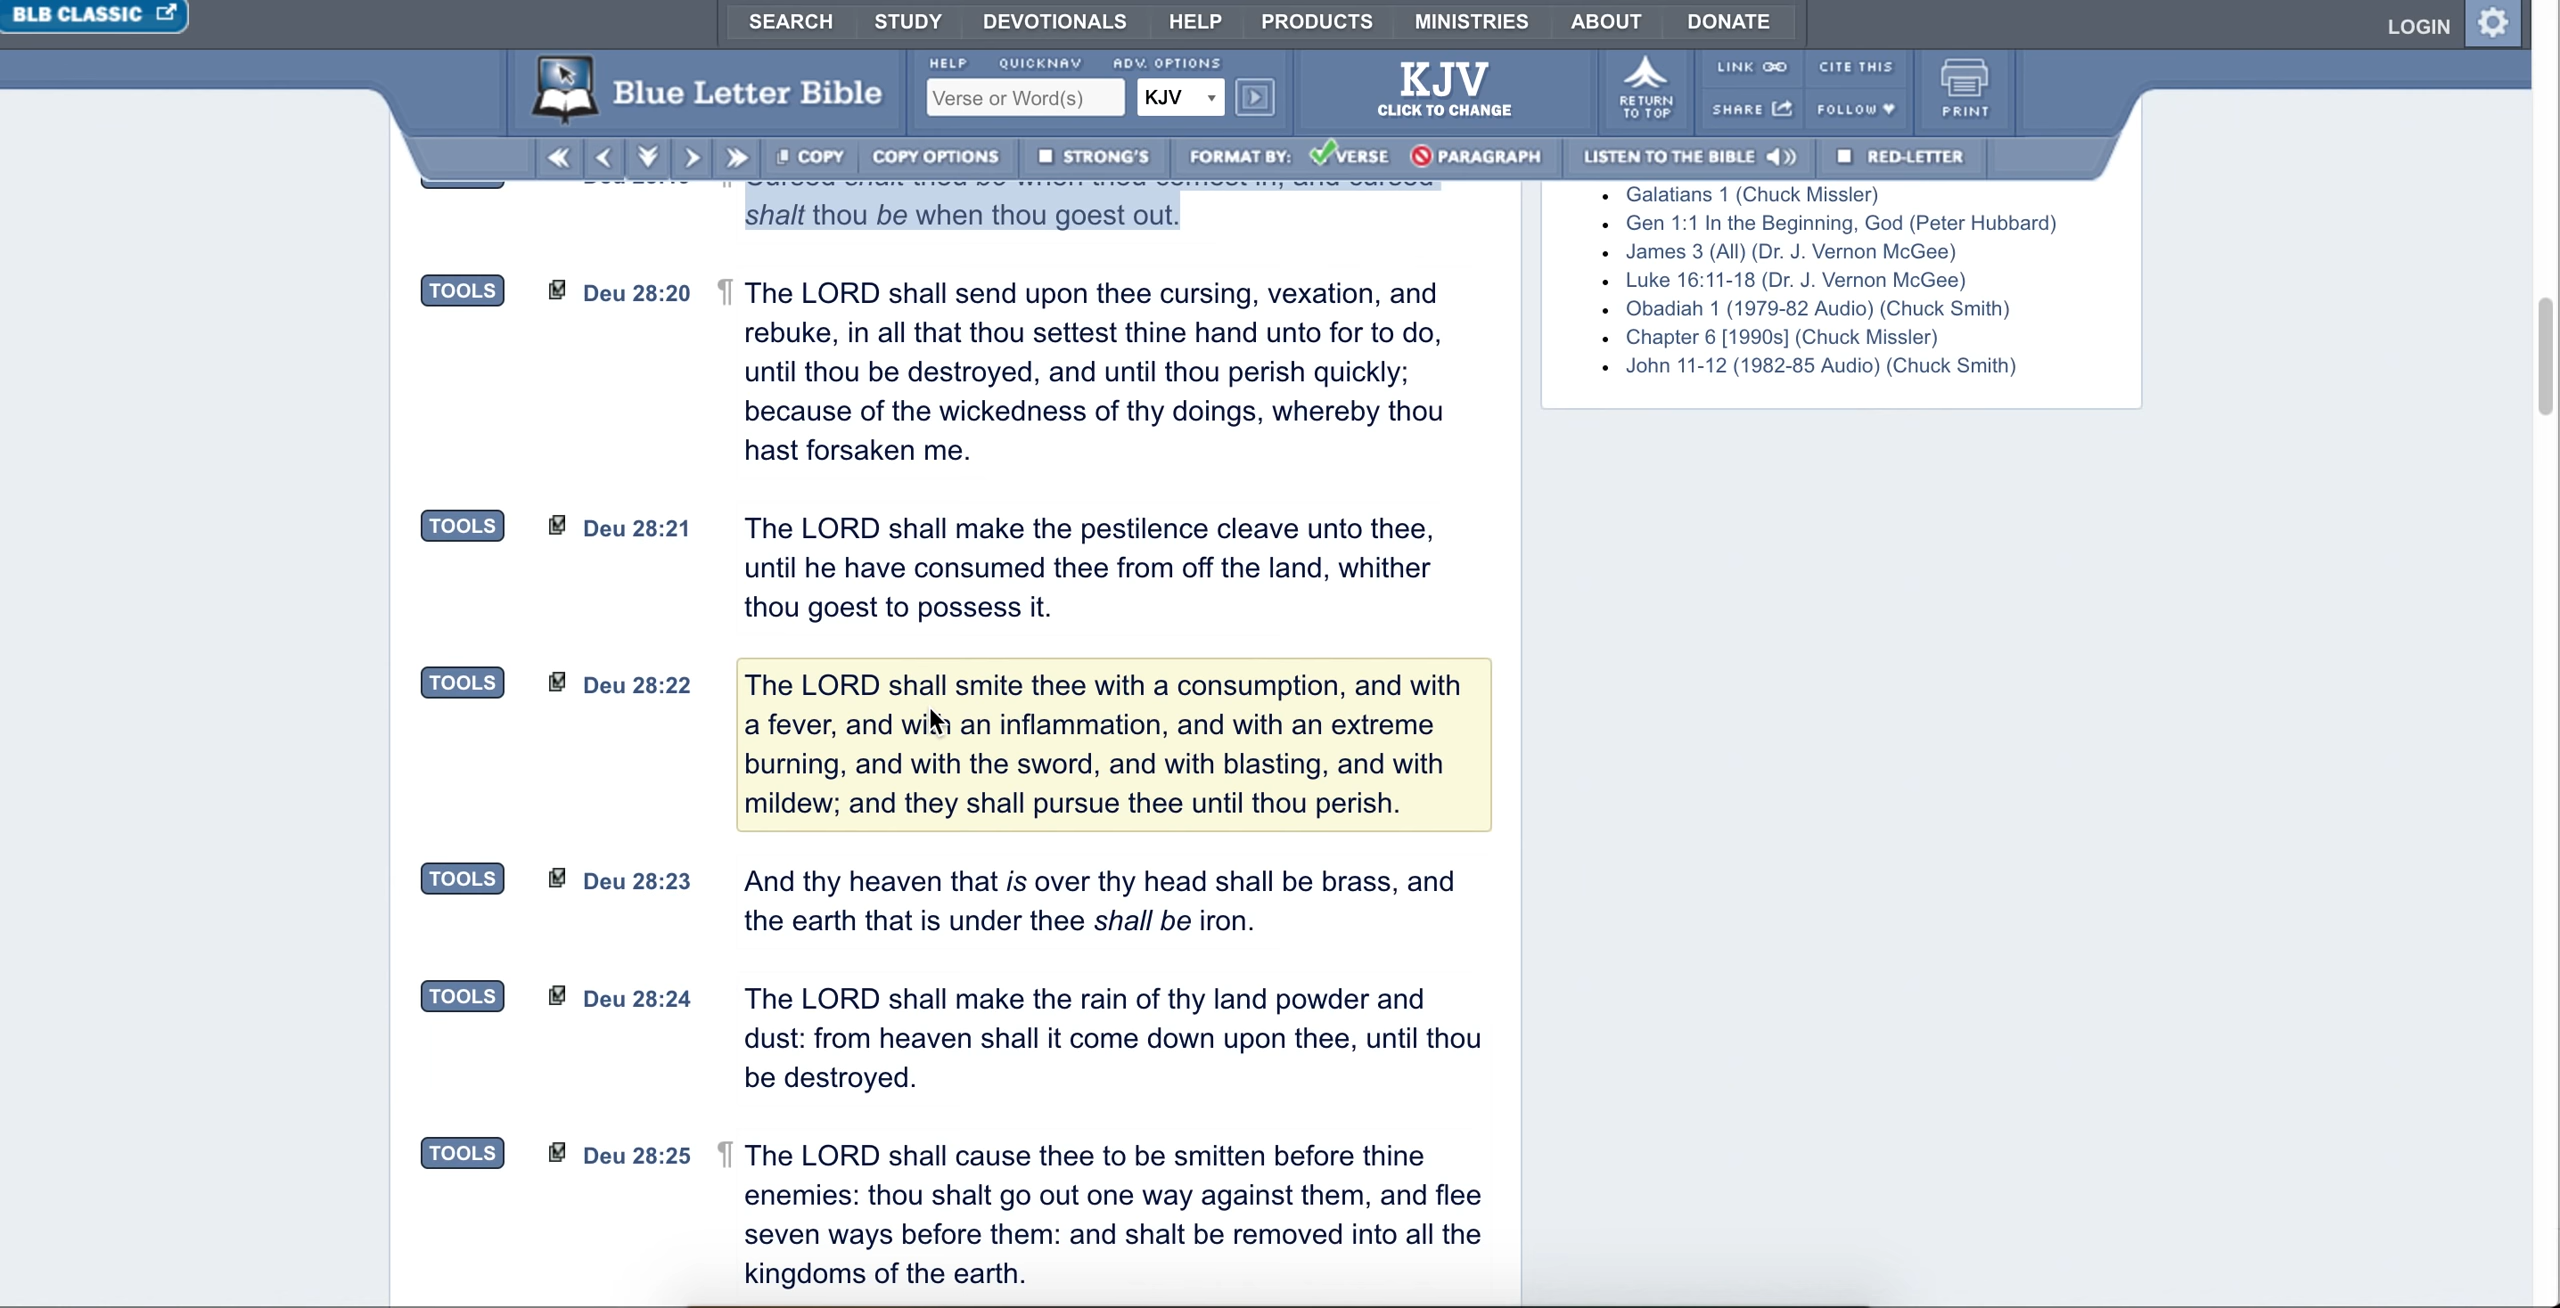 BLB CLASSIC
SEARCH STUDY DEVOTIONALS HELP PRODUCTS MINISTRIES ABOUT DONATE
LOGIN
Blue Letter Bible
HELP QUICKNAV ADV. OPTIONS
Verse or Word(s) KJV
KJV
CLICK TO CHANGE
RETURN
TO TOP
LINK CITE THIS
SHARE FOLLOW
PRINT
COPY COPY OPTIONS STRONG'S FORMAT BY: VERSE PARAGRAPH LISTEN TO THE BIBLE RED-LETTER
shalt thou be when thou goest out.
TOOLS Deu 28:20 ¶ The LORD shall send upon thee cursing, vexation, and
rebuke, in all that thou settest thine hand unto for to do,
until thou be destroyed, and until thou perish quickly;
because of the wickedness of thy doings, whereby thou
hast forsaken me.
TOOLS Deu 28:21 The LORD shall make the pestilence cleave unto thee,
until he have consumed thee from off the land, whither
thou goest to possess it.
TOOLS Deu 28:22 The LORD shall smite thee with a consumption, and with
a fever, and with an inflammation, and with an extreme
burning, and with the sword, and with blasting, and with
mildew; and they shall pursue thee until thou perish.
TOOLS Deu 28:23 And thy heaven that is over thy head shall be brass, and
the earth that is under thee shall be iron.
TOOLS Deu 28:24 The LORD shall make the rain of thy land powder and
dust: from heaven shall it come down upon thee, until thou
be destroyed.
TOOLS Deu 28:25 ¶ The LORD shall cause thee to be smitten before thine
enemies: thou shalt go out one way against them, and flee
seven ways before them: and shalt be removed into all the
kingdoms of the earth.
Galatians 1 (Chuck Missler)
Gen 1:1 In the Beginning, God (Peter Hubbard)
James 3 (All) (Dr. J. Vernon McGee)
Luke 16:11-18 (Dr. J. Vernon McGee)
Obadiah 1 (1979-82 Audio) (Chuck Smith)
Chapter 6 [1990s] (Chuck Missler)
John 11-12 (1982-85 Audio) (Chuck Smith)